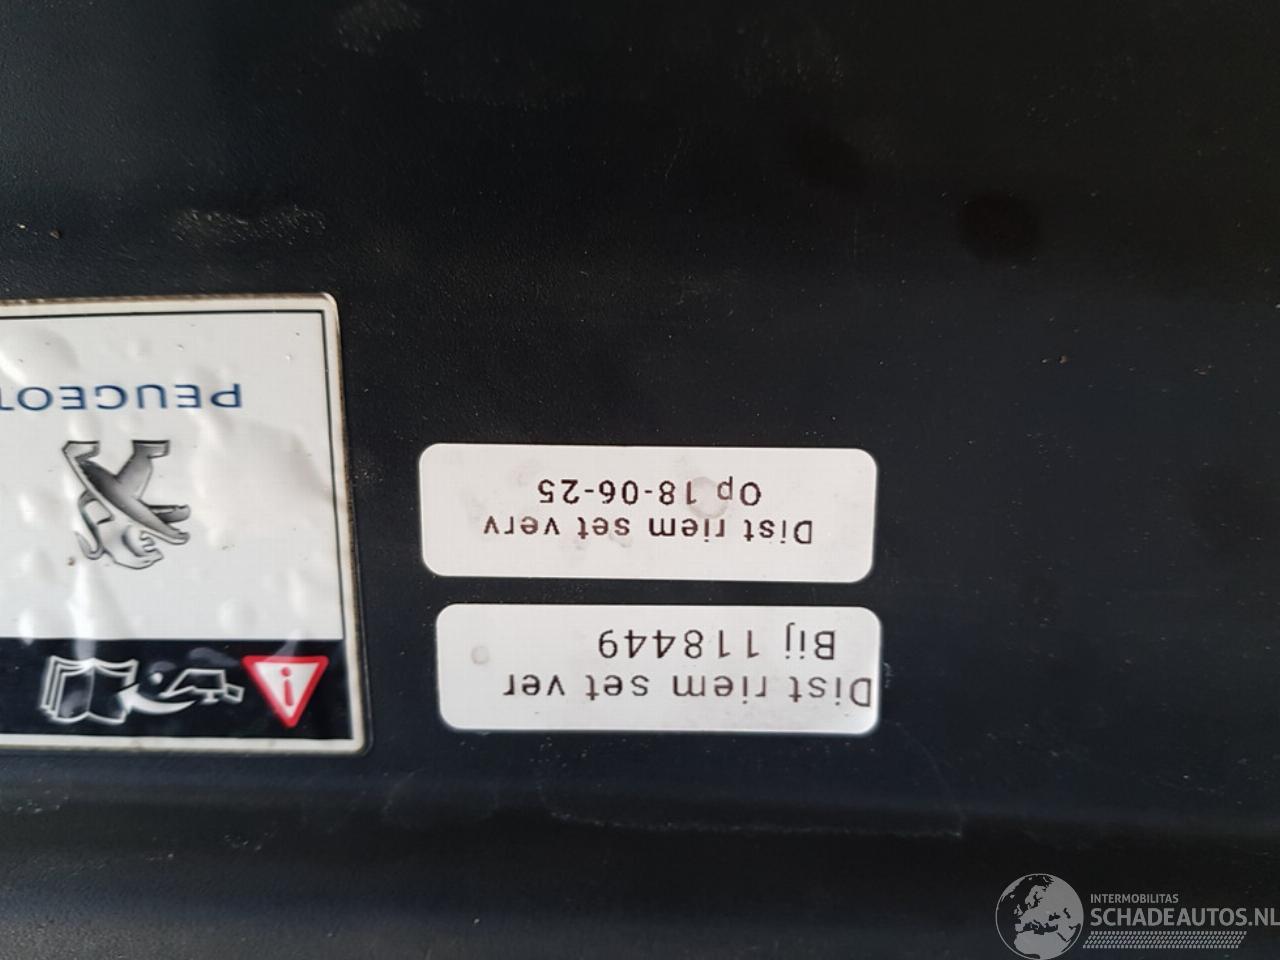 Dist riem set ver
Bij 118449
Dist riem set verv
Op 18-06-25
PEUGEOT
INTERMOBILITAS
SCHADEAUTOS.NL